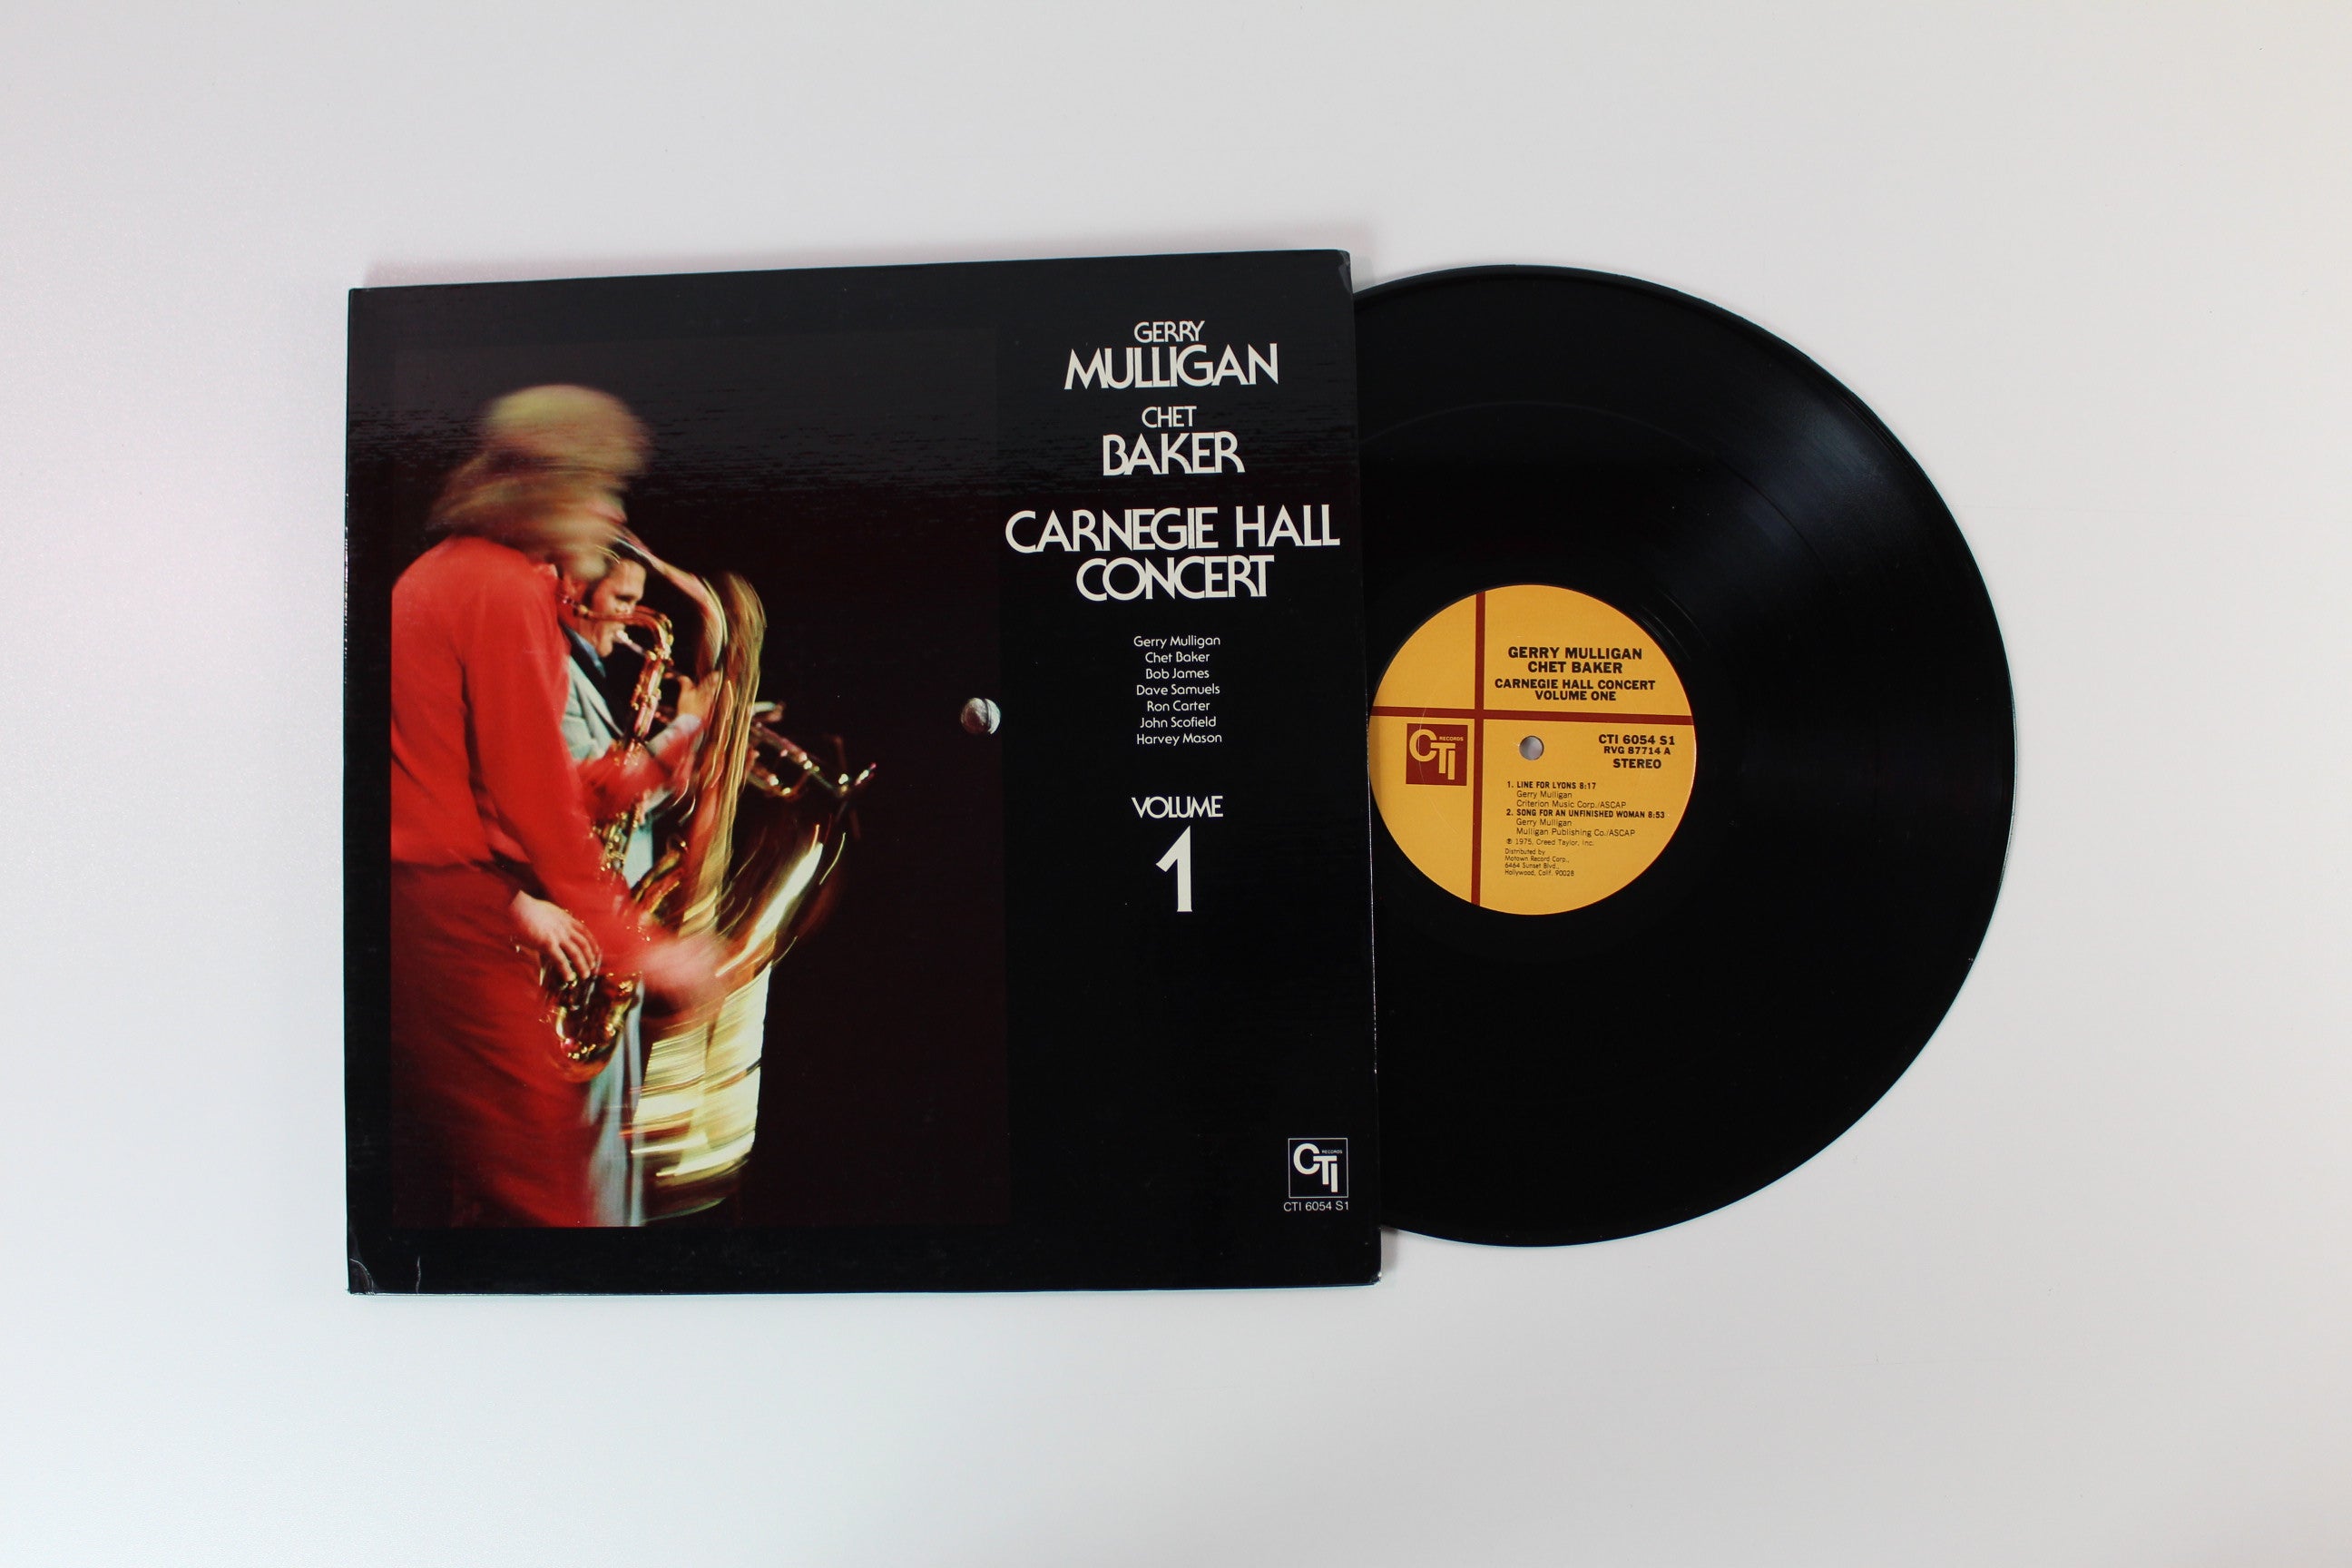 GERRY
MULLIGAN
CHET
BAKER
CARNEGIE HALL
CONCERT
Gerry Mulligan
Chet Baker
Bob James
Dave Samuels
Ron Carter
John Scofield
Harvey Mason
VOLUME
1
CTI RECORDS
CTI 6054 S1
GERRY MULLIGAN
CHET BAKER
CARNEGIE HALL CONCERT
VOLUME ONE
CTI RECORDS
CTI 6054 S1
RVG 87714 A
STEREO
1. LINE FOR LYONS 8:17
Gerry Mulligan
Criterion Music Corp./ASCAP
2. SONG FOR AN UNFINISHED WOMAN 8:53
Gerry Mulligan
Mulligan Publishing Co./ASCAP
℗ 1975, Creed Taylor, Inc.
Distributed by
Motown Record Corp.,
6464 Sunset Blvd.,
Hollywood, Calif. 90028